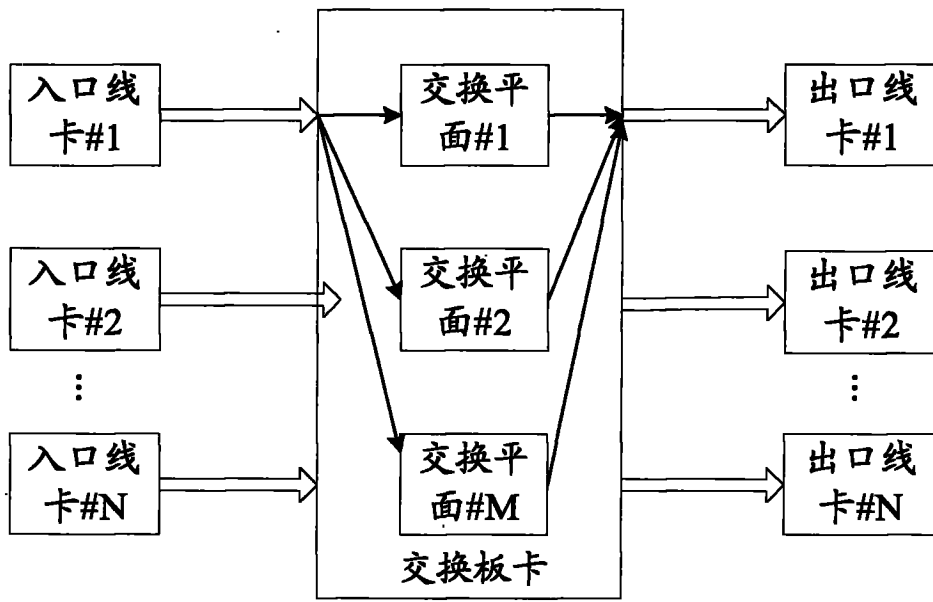 入口线
卡#1
交换平
面#1
出口线
卡#1
入口线
卡#2
交换平
面#2
出口线
卡#2
⋮
⋮
入口线
卡#N
交换平
面#M
出口线
卡#N
交换板卡